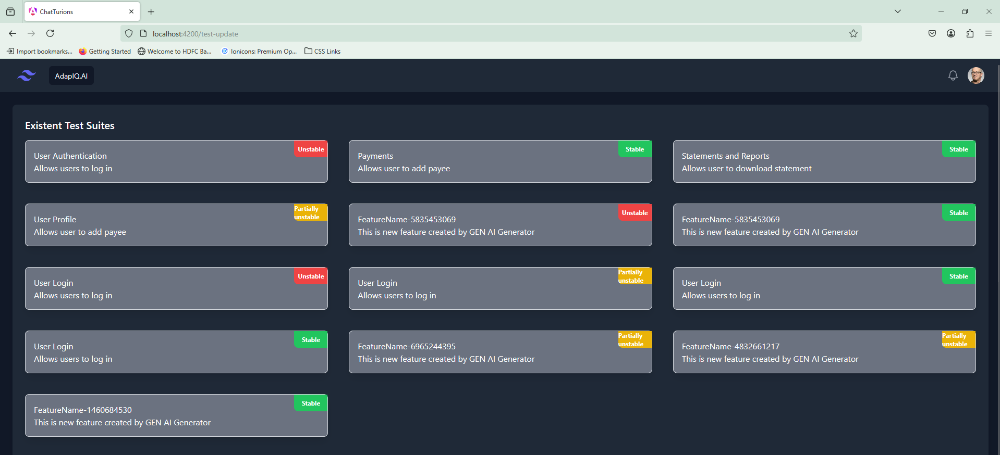 ChatTurions
localhost:4200/test-update
Import bookmarks...
Getting Started
Welcome to HDFC Ba...
Ionicons: Premium Op...
CSS Links
AdapIQ.AI
Existent Test Suites
User Authentication
Allows users to log in
Unstable
Payments
Allows user to add payee
Stable
Statements and Reports
Allows user to download statement
Stable
User Profile
Allows user to add payee
Partially
unstable
FeatureName-5835453069
This is new feature created by GEN AI Generator
Unstable
FeatureName-5835453069
This is new feature created by GEN AI Generator
Stable
User Login
Allows users to log in
Unstable
User Login
Allows users to log in
Partially
unstable
User Login
Allows users to log in
Stable
User Login
Allows users to log in
Stable
FeatureName-6965244395
This is new feature created by GEN AI Generator
Partially
unstable
FeatureName-4832661217
This is new feature created by GEN AI Generator
Partially
unstable
FeatureName-1460684530
This is new feature created by GEN AI Generator
Stable